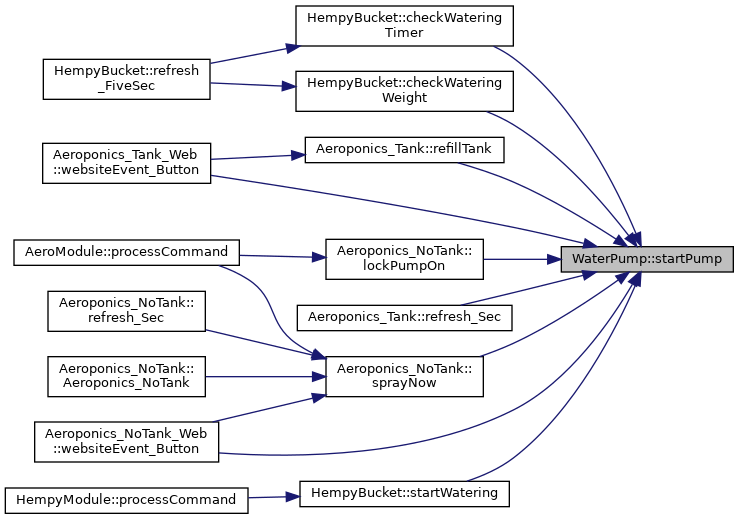 HempyBucket::checkWatering
Timer
HempyBucket::refresh
_FiveSec
HempyBucket::checkWatering
Weight
Aeroponics_Tank::refillTank
Aeroponics_Tank_Web
::websiteEvent_Button
AeroModule::processCommand
Aeroponics_NoTank::
lockPumpOn
WaterPump::startPump
Aeroponics_NoTank::
refresh_Sec
Aeroponics_Tank::refresh_Sec
Aeroponics_NoTank::
Aeroponics_NoTank
Aeroponics_NoTank::
sprayNow
Aeroponics_NoTank_Web
::websiteEvent_Button
HempyModule::processCommand
HempyBucket::startWatering